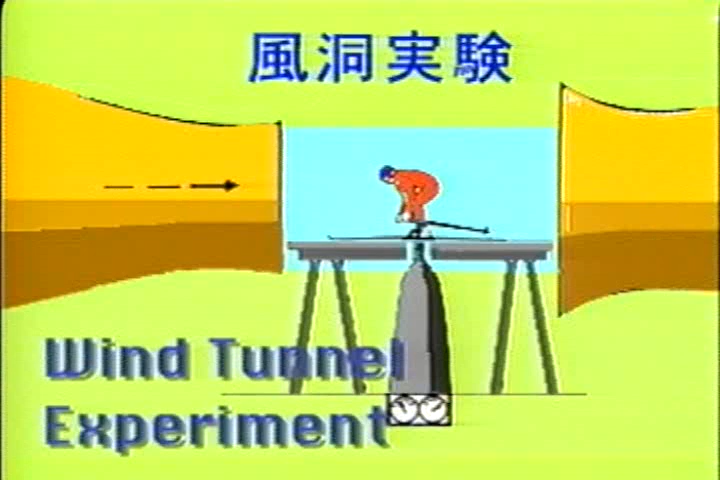 風洞実験
Wind Tunnel
Experiment